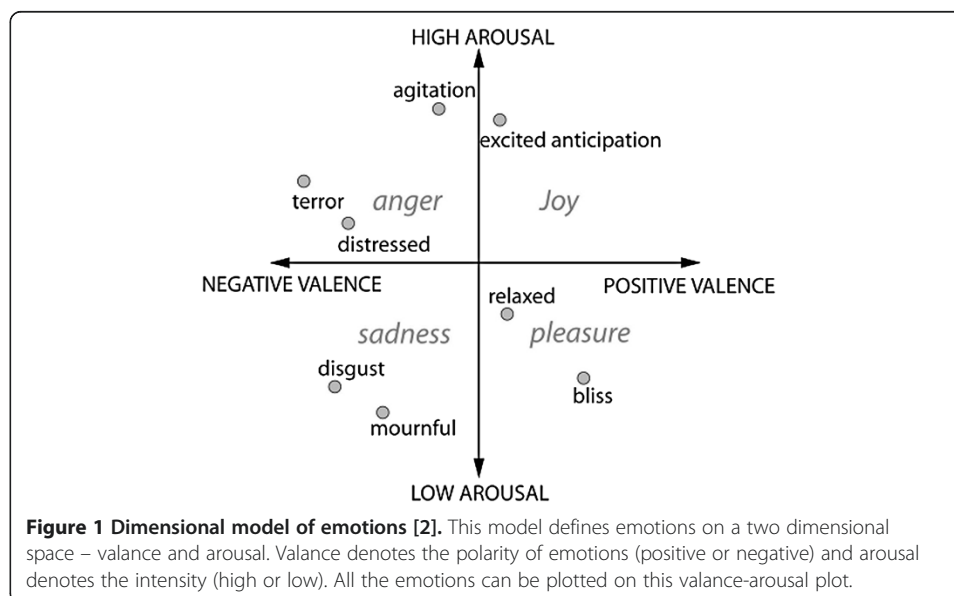 HIGH AROUSAL
agitation
excited anticipation
terror
anger
Joy
distressed
NEGATIVE VALENCE
POSITIVE VALENCE
relaxed
sadness
pleasure
disgust
bliss
mournful
LOW AROUSAL
Figure 1 Dimensional model of emotions [2]. This model defines emotions on a two dimensional
space – valance and arousal. Valance denotes the polarity of emotions (positive or negative) and arousal
denotes the intensity (high or low). All the emotions can be plotted on this valance-arousal plot.